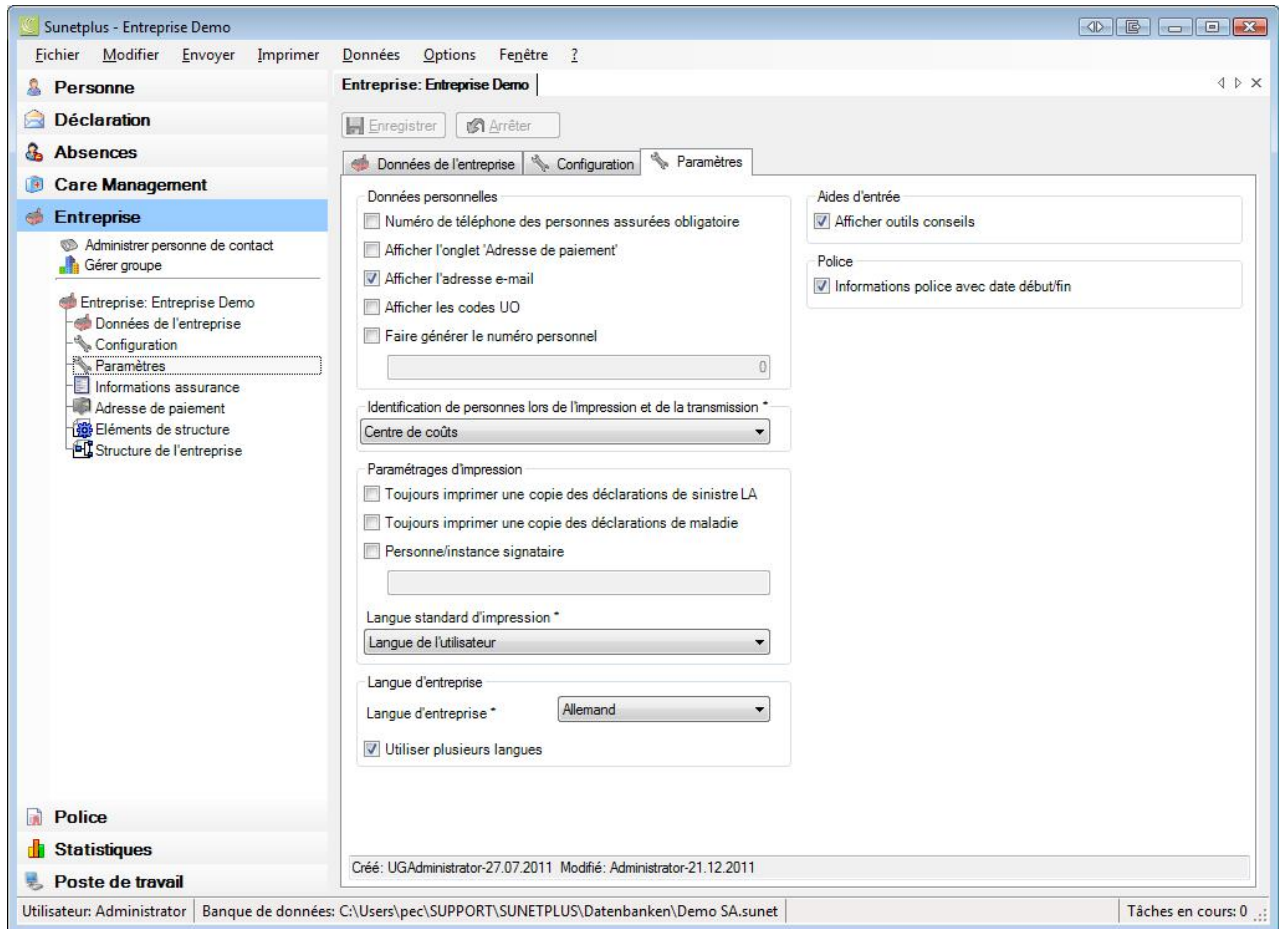 Sunetplus - Entreprise Demo
Fichier Modifier Envoyer Imprimer Données Options Fenêtre ?
Personne
Déclaration
Absences
Care Management
Entreprise
Administrer personne de contact
Gérer groupe
Entreprise: Entreprise Demo
Données de l'entreprise
Configuration
Paramètres
Informations assurance
Adresse de paiement
Eléments de structure
Structure de l'entreprise
Police
Statistiques
Poste de travail
Entreprise: Entreprise Demo
Enregistrer Arrêter
Données de l'entreprise Configuration Paramètres
Données personnelles
Numéro de téléphone des personnes assurées obligatoire
Afficher l'onglet 'Adresse de paiement'
Afficher l'adresse e-mail
Afficher les codes UO
Faire générer le numéro personnel
0
Identification de personnes lors de l'impression et de la transmission *
Centre de coûts
Paramétrages d'impression
Toujours imprimer une copie des déclarations de sinistre LA
Toujours imprimer une copie des déclarations de maladie
Personne/instance signataire
Langue standard d'impression *
Langue de l'utilisateur
Langue d'entreprise
Langue d'entreprise * Allemand
Utiliser plusieurs langues
Aides d'entrée
Afficher outils conseils
Police
Informations police avec date début/fin
Créé: UGAdministrator-27.07.2011 Modifié: Administrator-21.12.2011
Utilisateur: Administrator Banque de données: C:\Users\pec\SUPPORT\SUNETPLUS\Datenbanken\Demo SA.sunet Tâches en cours: 0